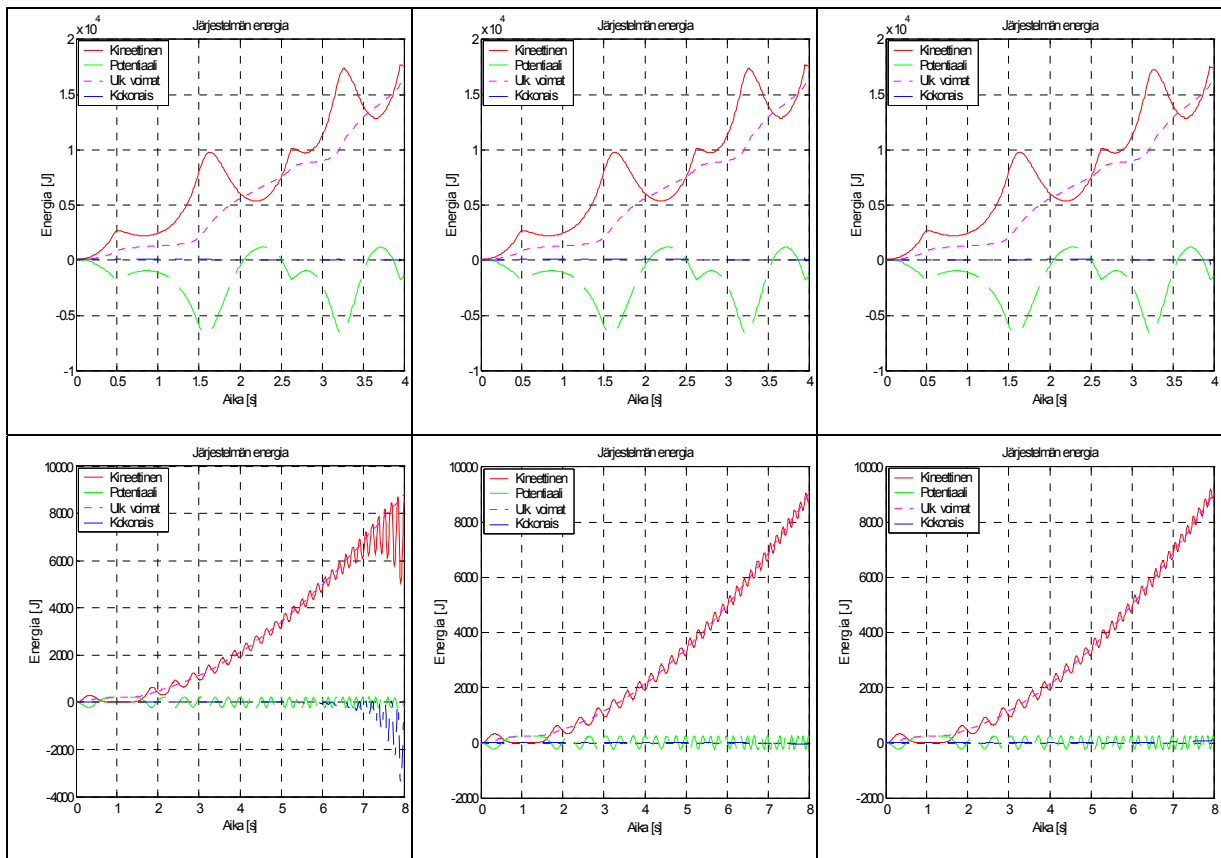 Järjestelmän energia
x 10⁴
2
1.5
1
0.5
0
-0.5
-1
Energia [J]
Kineettinen
Potentiaali
Ulk voimat
Kokonais
0 0.5 1 1.5 2 2.5 3 3.5 4
Aika [s]
Järjestelmän energia
x 10⁴
2
1.5
1
0.5
0
-0.5
-1
Energia [J]
Kineettinen
Potentiaali
Ulk voimat
Kokonais
0 0.5 1 1.5 2 2.5 3 3.5 4
Aika [s]
Järjestelmän energia
x 10⁴
2
1.5
1
0.5
0
-0.5
-1
Energia [J]
Kineettinen
Potentiaali
Ulk voimat
Kokonais
0 0.5 1 1.5 2 2.5 3 3.5 4
Aika [s]
Järjestelmän energia
10000
8000
6000
4000
2000
0
-2000
-4000
Energia [J]
Kineettinen
Potentiaali
Ulk voimat
Kokonais
0 1 2 3 4 5 6 7 8
Aika [s]
Järjestelmän energia
10000
8000
6000
4000
2000
0
-2000
Energia [J]
Kineettinen
Potentiaali
Ulk voimat
Kokonais
0 1 2 3 4 5 6 7 8
Aika [s]
Järjestelmän energia
10000
8000
6000
4000
2000
0
-2000
Energia [J]
Kineettinen
Potentiaali
Ulk voimat
Kokonais
0 1 2 3 4 5 6 7 8
Aika [s]